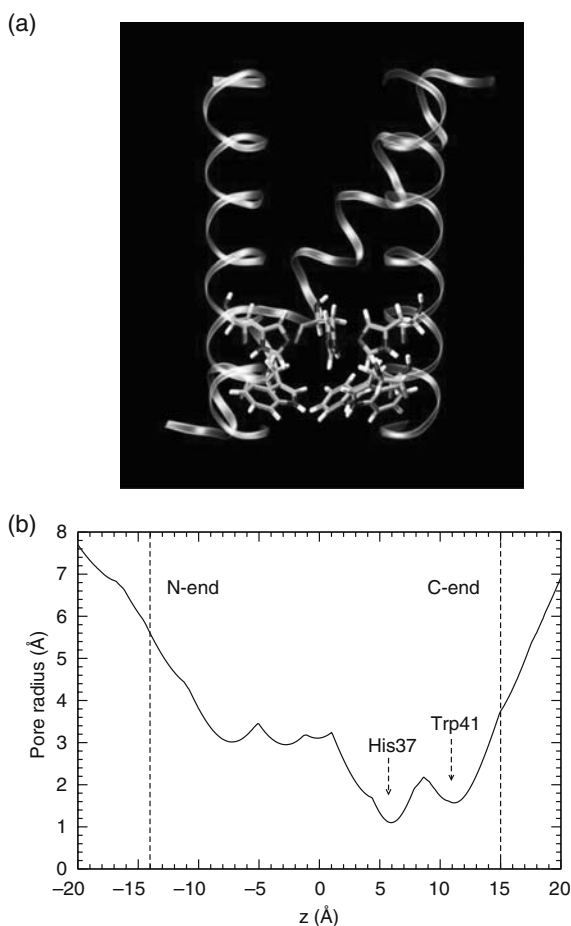 (a)
(b)
8
7
6
5
4
3
2
1
0
Pore radius (Å)
N-end
C-end
His37
Trp41
–20 –15 –10 –5 0 5 10 15 20
z (Å)